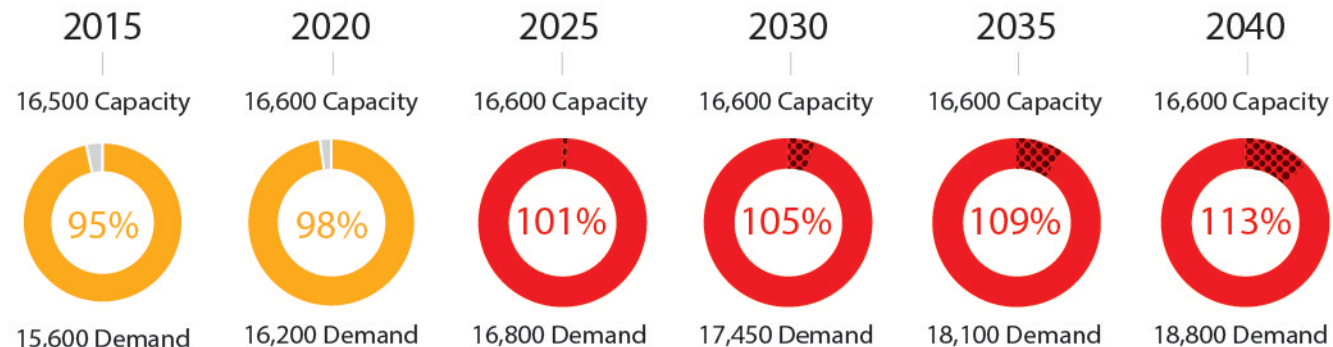 2015 2020 2025 2030 2035 2040
16,500 Capacity 16,600 Capacity 16,600 Capacity 16,600 Capacity 16,600 Capacity 16,600 Capacity
95% 98% 101% 105% 109% 113%
15,600 Demand 16,200 Demand 16,800 Demand 17,450 Demand 18,100 Demand 18,800 Demand